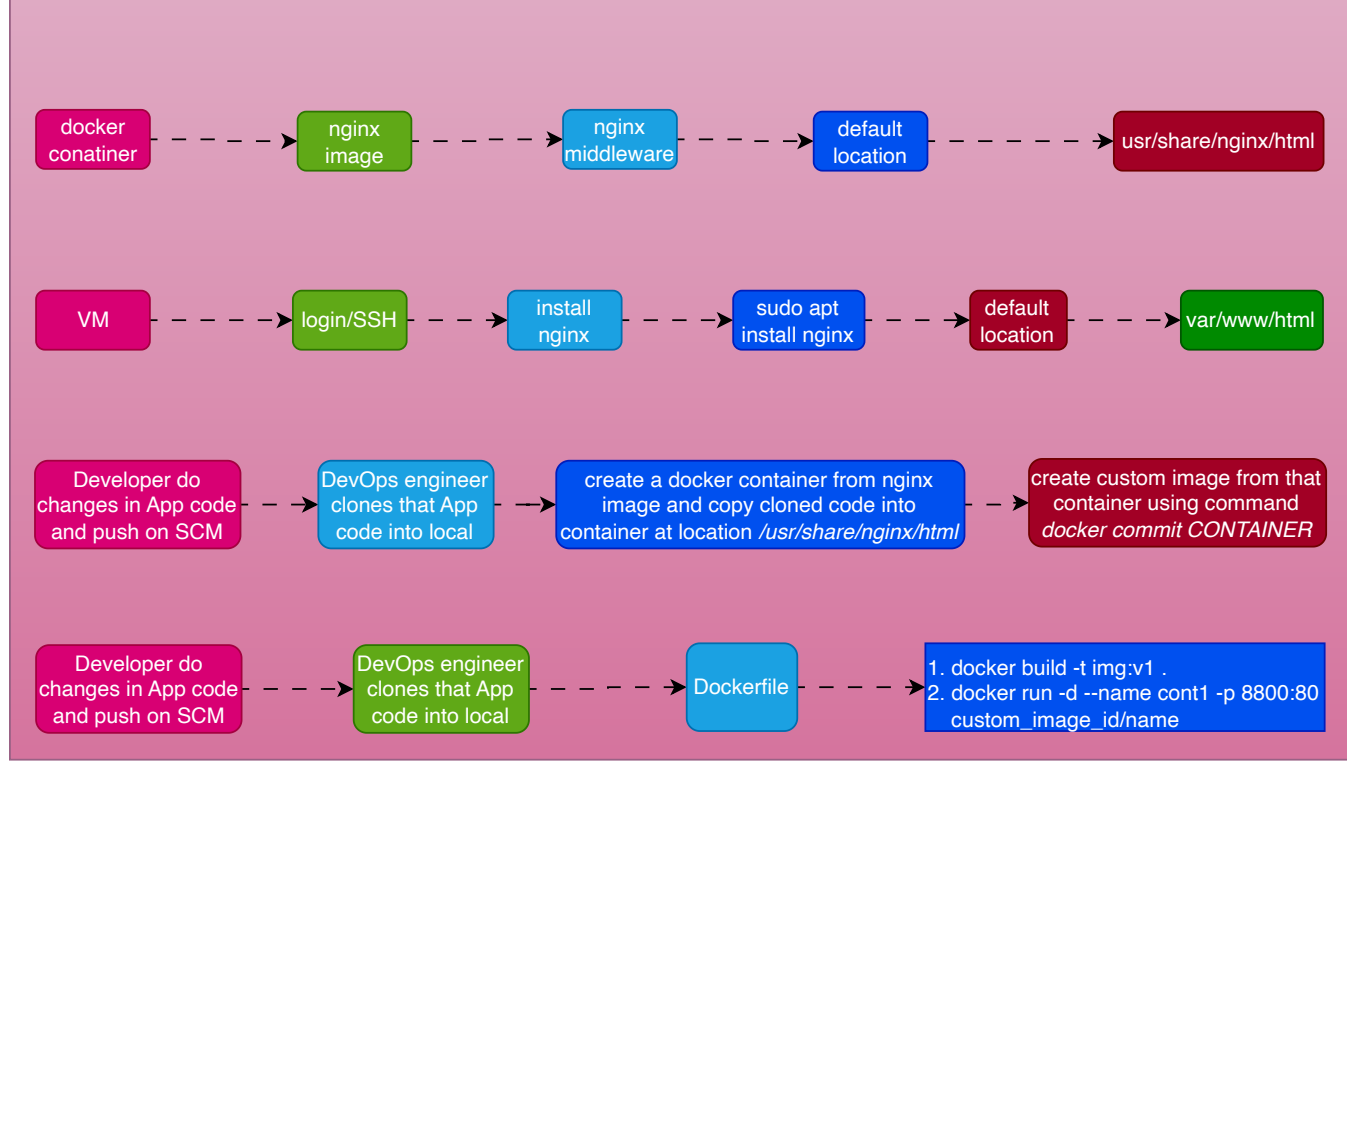 docker
conatiner
nginx
image
nginx
middleware
default
location
usr/share/nginx/html
VM
login/SSH
install
nginx
sudo apt
install nginx
default
location
var/www/html
Developer do
changes in App code
and push on SCM
DevOps engineer
clones that App
code into local
create a docker container from nginx
image and copy cloned code into
container at location /usr/share/nginx/html
create custom image from that
container using command
docker commit CONTAINER
Developer do
changes in App code
and push on SCM
DevOps engineer
clones that App
code into local
Dockerfile
1. docker build -t img:v1 .
2. docker run -d --name cont1 -p 8800:80
custom_image_id/name